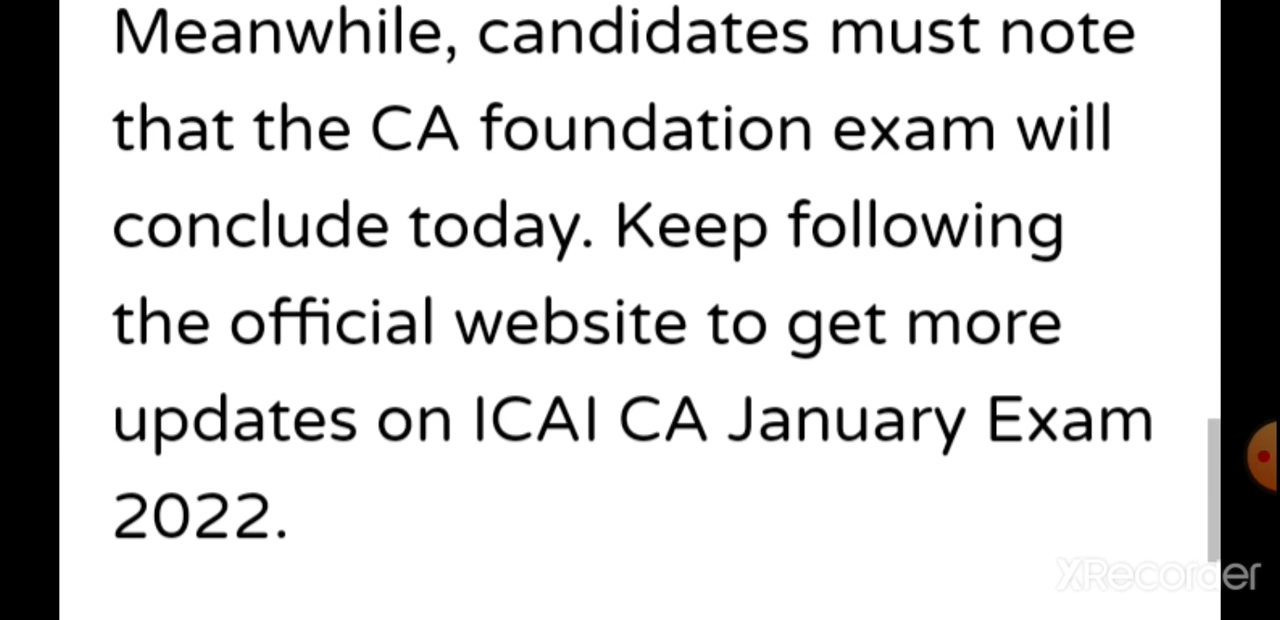 Meanwhile, candidates must note
that the CA foundation exam will
conclude today. Keep following
the official website to get more
updates on ICAI CA January Exam
2022.
XRecorder